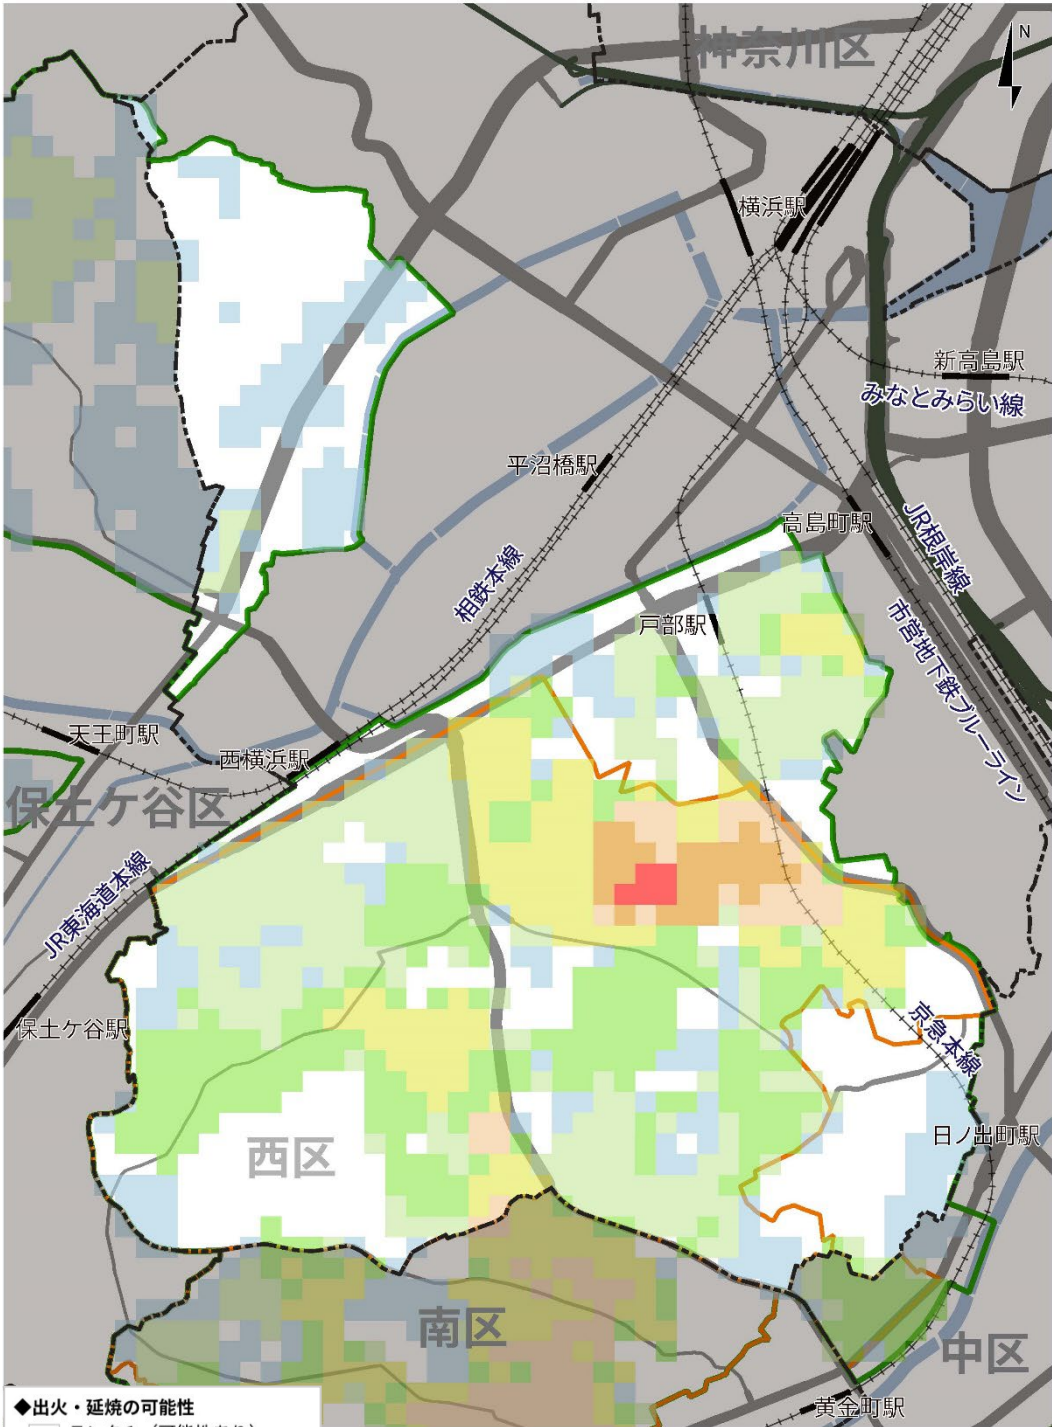 神奈川区
N
横浜駅
新高島駅
みなとみらい線
平沼橋駅
高島町駅
JR根岸線
相鉄本線
戸部駅
市営地下鉄ブルーライン
天王町駅
西横浜駅
保土ケ谷区
JR東海道本線
保土ケ谷駅
京急本線
日ノ出町駅
西区
南区
中区
◆出火・延焼の可能性
黄金町駅